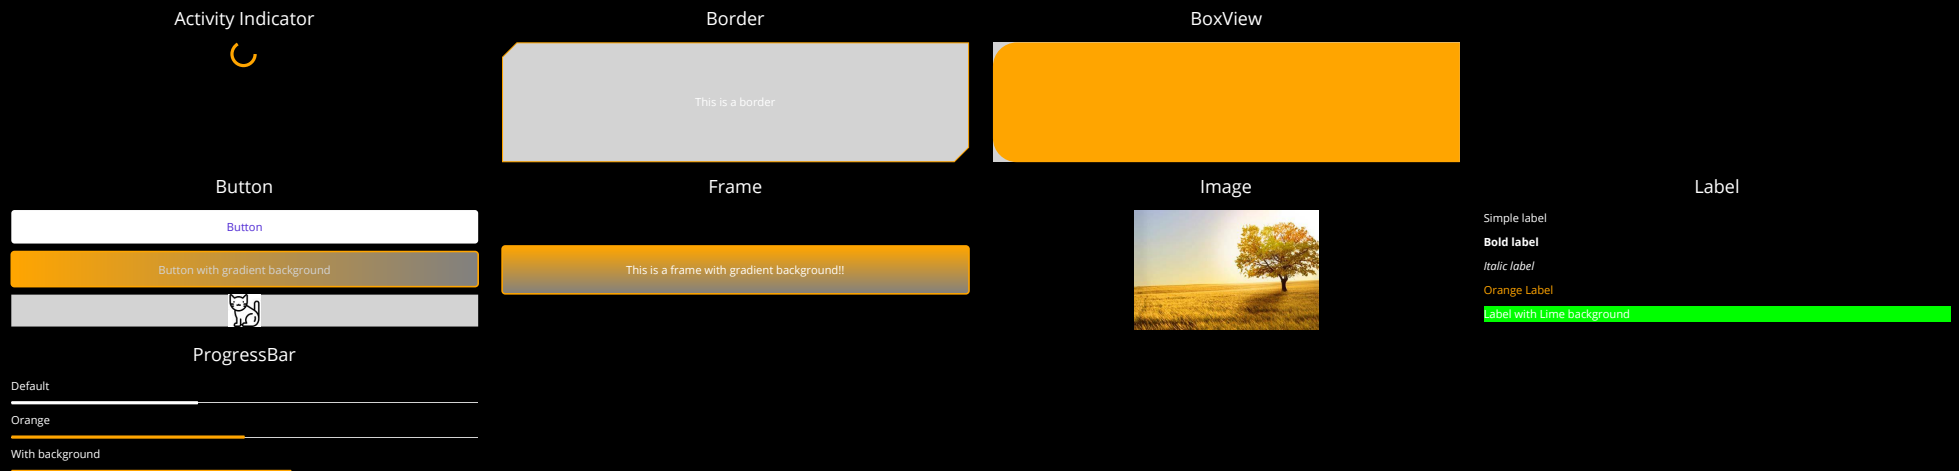 Activity Indicator
Border
This is a border
BoxView
Button
Button
Button with gradient background
Frame
This is a frame with gradient background!!
Image
Label
Simple label
Bold label
Italic label
Orange Label
Label with Lime background
ProgressBar
Default
Orange
With background